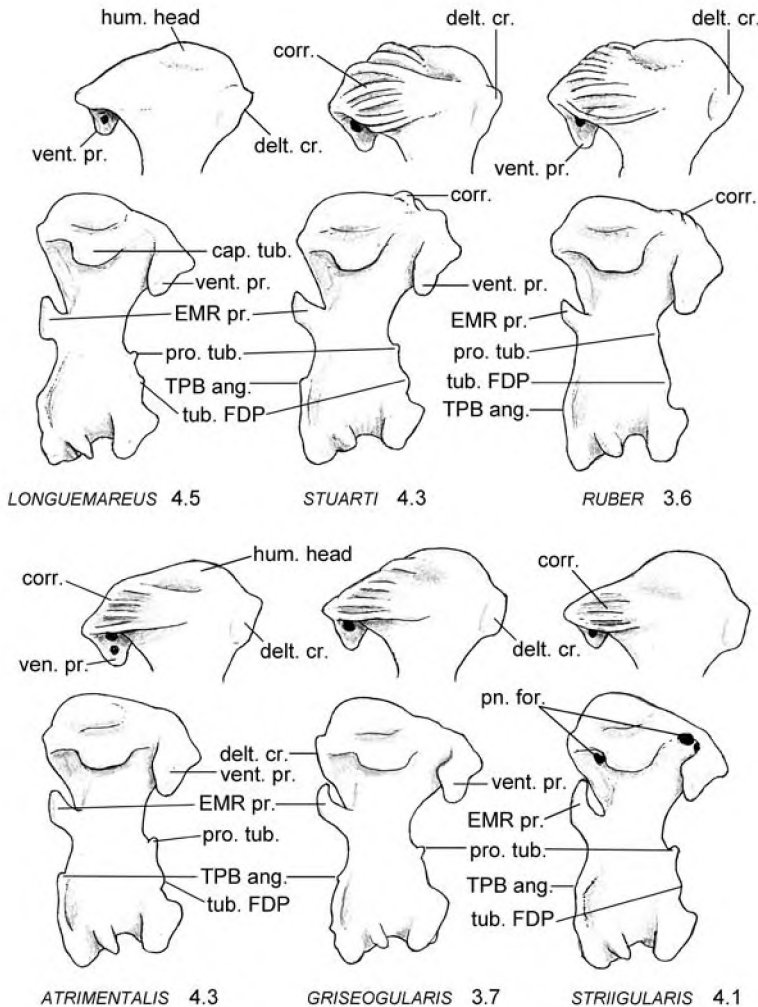 hum. head
delt. cr.
delt. cr.
corr.
vent. pr.
delt. cr.
vent. pr.
corr.
corr.
cap. tub.
vent. pr.
vent. pr.
EMR pr.
EMR pr.
pro. tub.
pro. tub.
TPB ang.
tub. FDP
tub. FDP
TPB ang.
LONGUEMAREUS 4.5
STUARTI 4.3
RUBER 3.6
hum. head
corr.
corr.
ven. pr.
delt. cr.
delt. cr.
pn. for.
delt. cr.
vent. pr.
vent. pr.
EMR pr.
EMR pr.
pro. tub.
pro. tub.
TPB ang.
TPB ang.
tub. FDP
tub. FDP
ATRIMENTALIS 4.3
GRISEOGULARIS 3.7
STRIIGULARIS 4.1